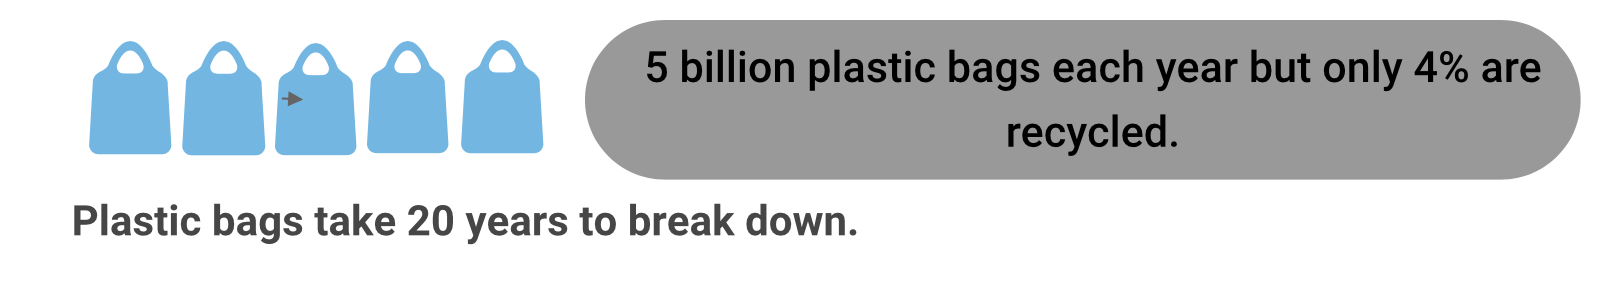 5 billion plastic bags each year but only 4% are
recycled.
Plastic bags take 20 years to break down.